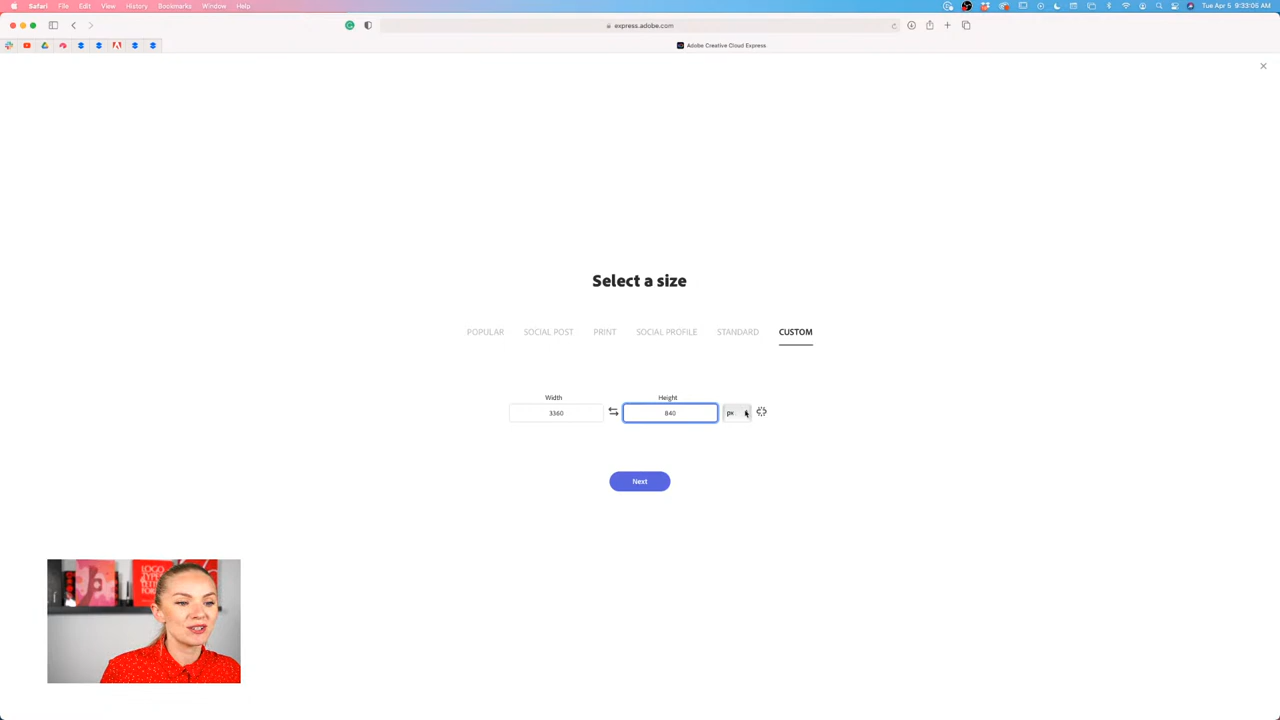 Safari File Edit View History Bookmarks Window Help Tue Apr 5 9:33:05 AM
express.adobe.com
Adobe Creative Cloud Express
Select a size
POPULAR SOCIAL POST PRINT SOCIAL PROFILE STANDARD CUSTOM
Width Height
3360 840 px
Next
LOGO